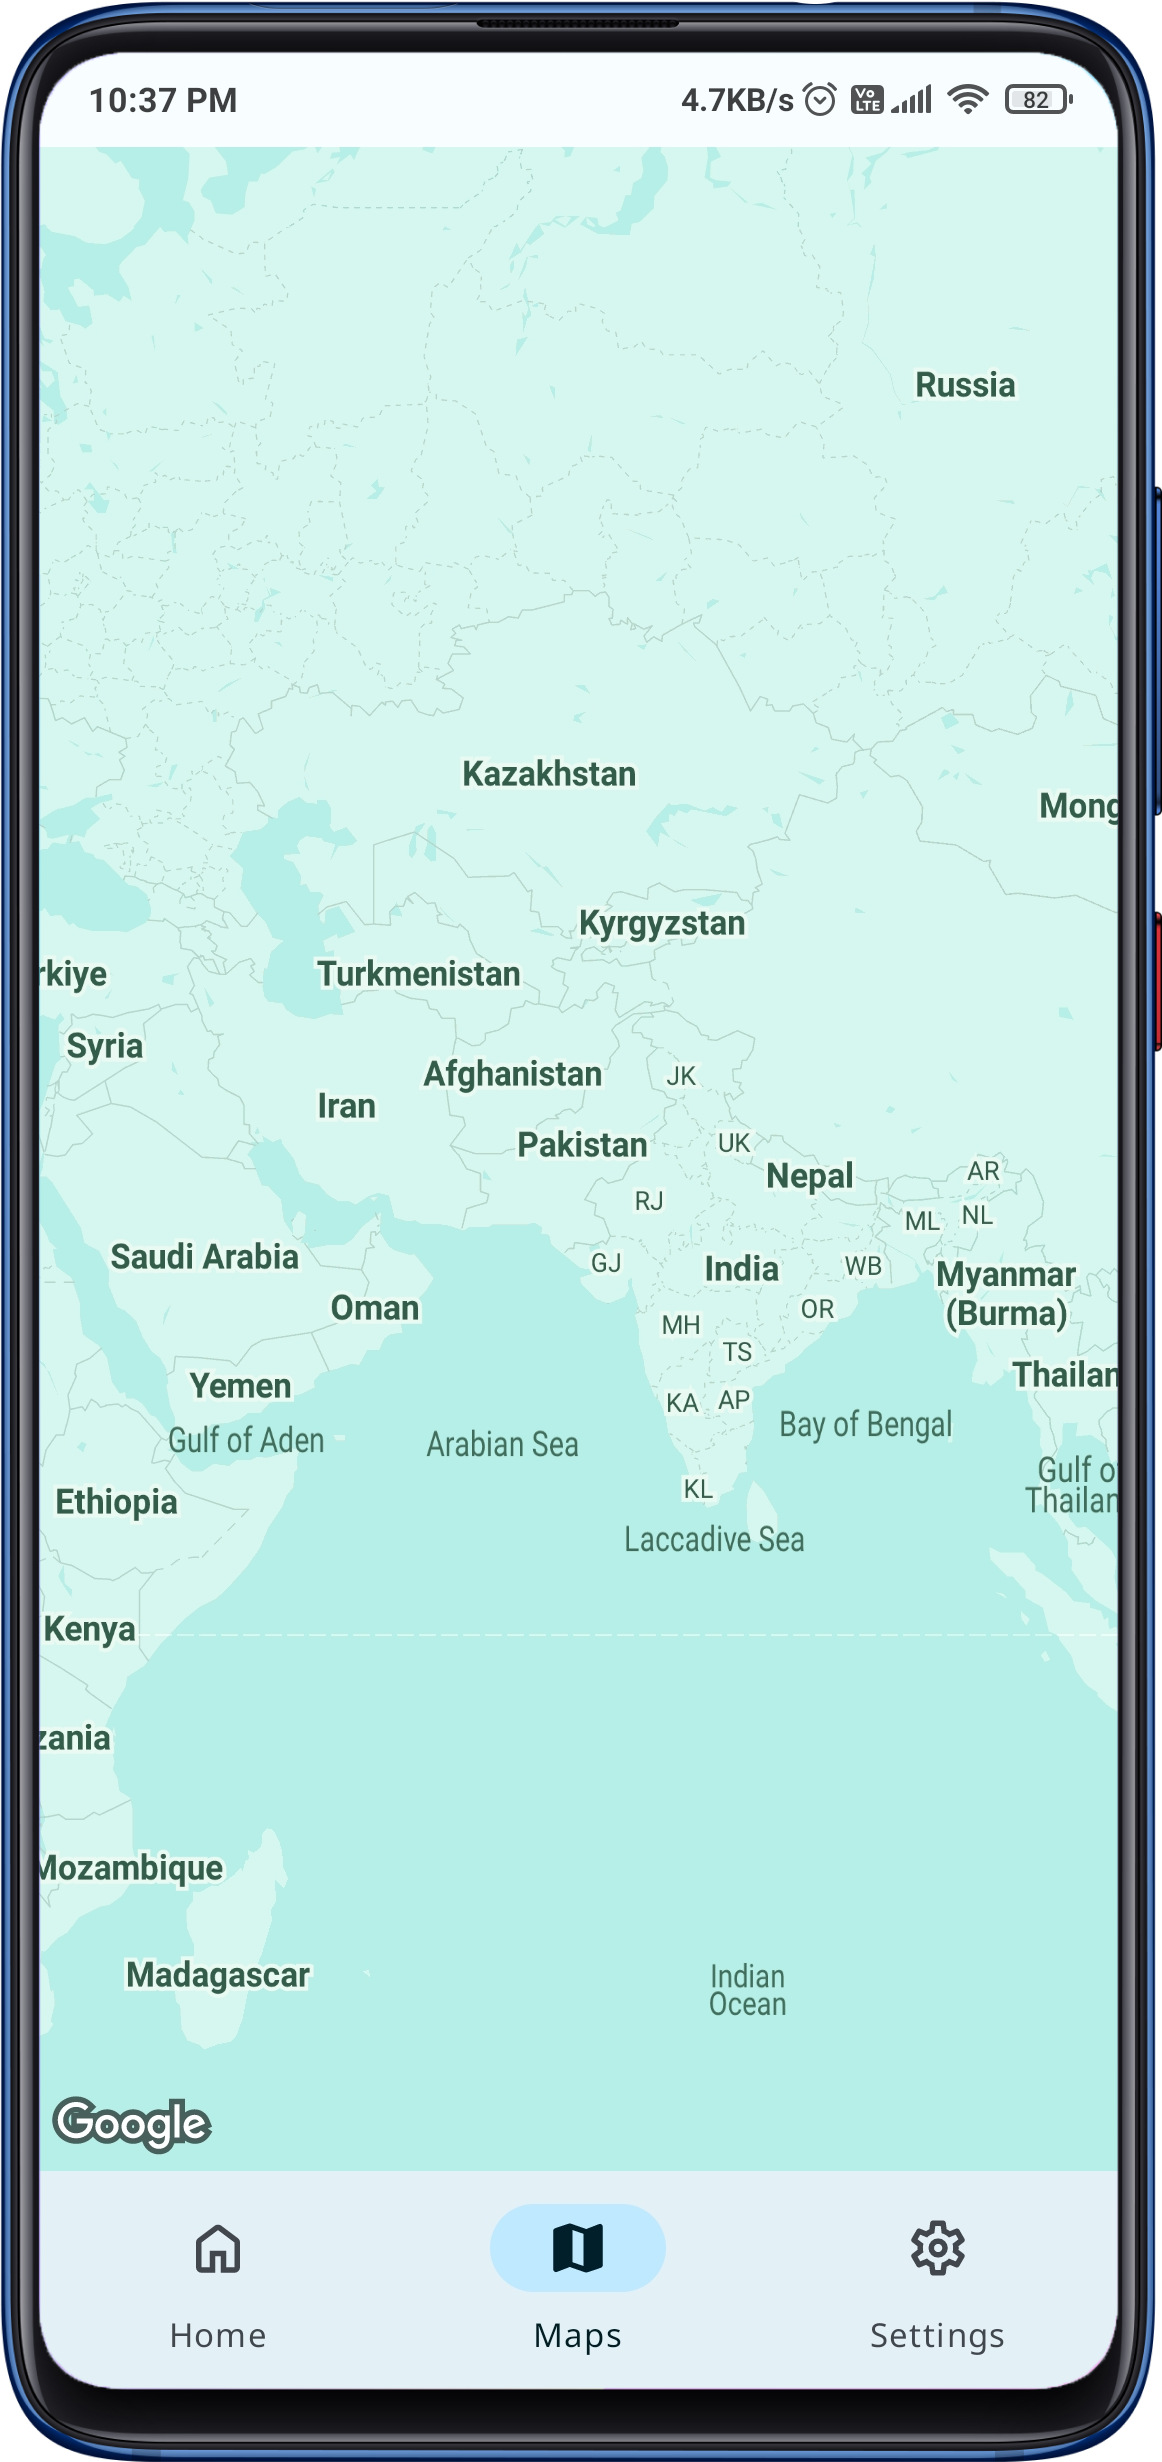 10:37 PM 4.7KB/s Vo LTE 82
Russia
Kazakhstan
Mong
Kyrgyzstan
rkiye
Turkmenistan
Syria
Afghanistan
JK
Iran
Pakistan
UK
Nepal
AR
RJ
ML
NL
Saudi Arabia
GJ
India
WB
Myanmar
(Burma)
Oman
OR
MH
TS
Thailan
Yemen
KA
AP
Gulf of Aden
Arabian Sea
Bay of Bengal
Gulf o
Thailan
KL
Ethiopia
Laccadive Sea
Kenya
zania
Mozambique
Madagascar
Indian
Ocean
Google
Home Maps Settings